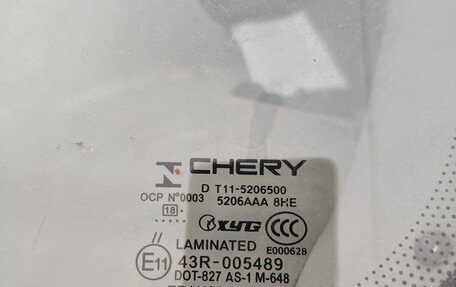 CHERY
D T11-5206500
OCP Nº0003 5206AAA 8HE
18
XYG CCC
E000628
LAMINATED
E11 43R-005489
DOT-827 AS-1 M-648